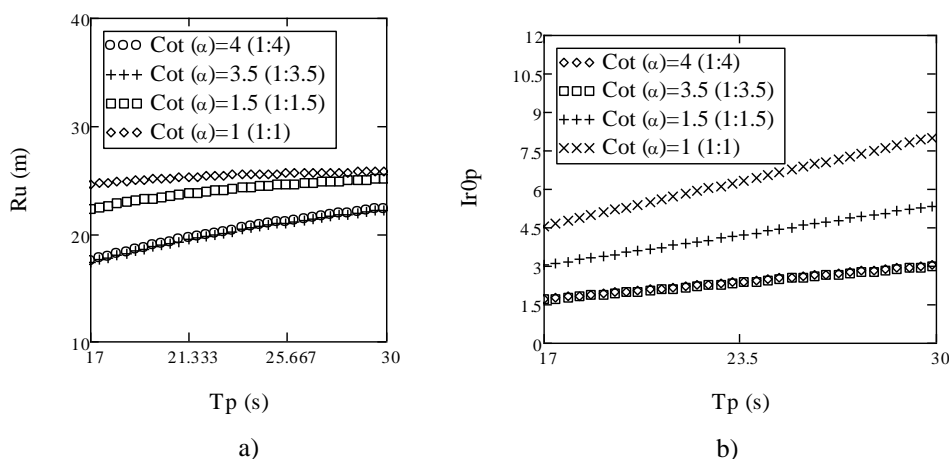 40
30
20
10
Ru (m)
Cot (α)=4 (1:4)
Cot (α)=3.5 (1:3.5)
Cot (α)=1.5 (1:1.5)
Cot (α)=1 (1:1)
17 21.333 25.667 30
Tp (s)
a)
12
10.5
9
7.5
6
4.5
3
1.5
0
Ir0p
Cot (α)=4 (1:4)
Cot (α)=3.5 (1:3.5)
Cot (α)=1.5 (1:1.5)
Cot (α)=1 (1:1)
17 23.5 30
Tp (s)
b)